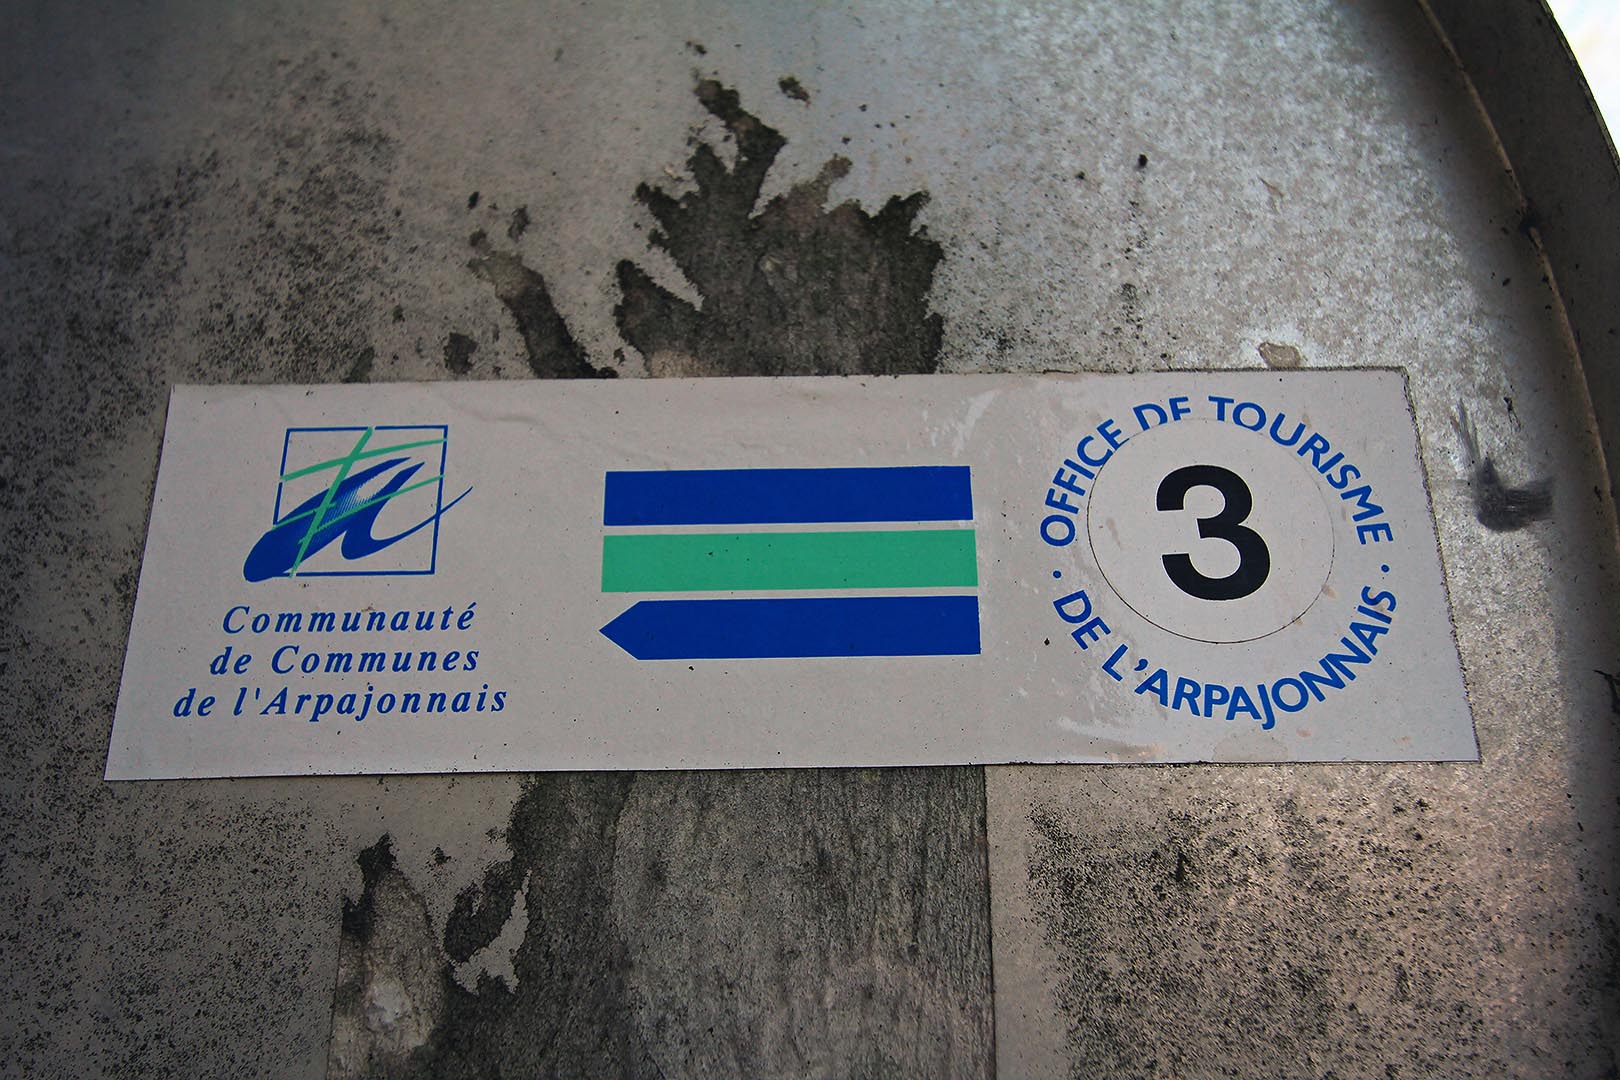 Communauté
de Communes
de l'Arpajonnais
OFFICE DE TOURISME
3
• DE L'ARPAJONNAIS •